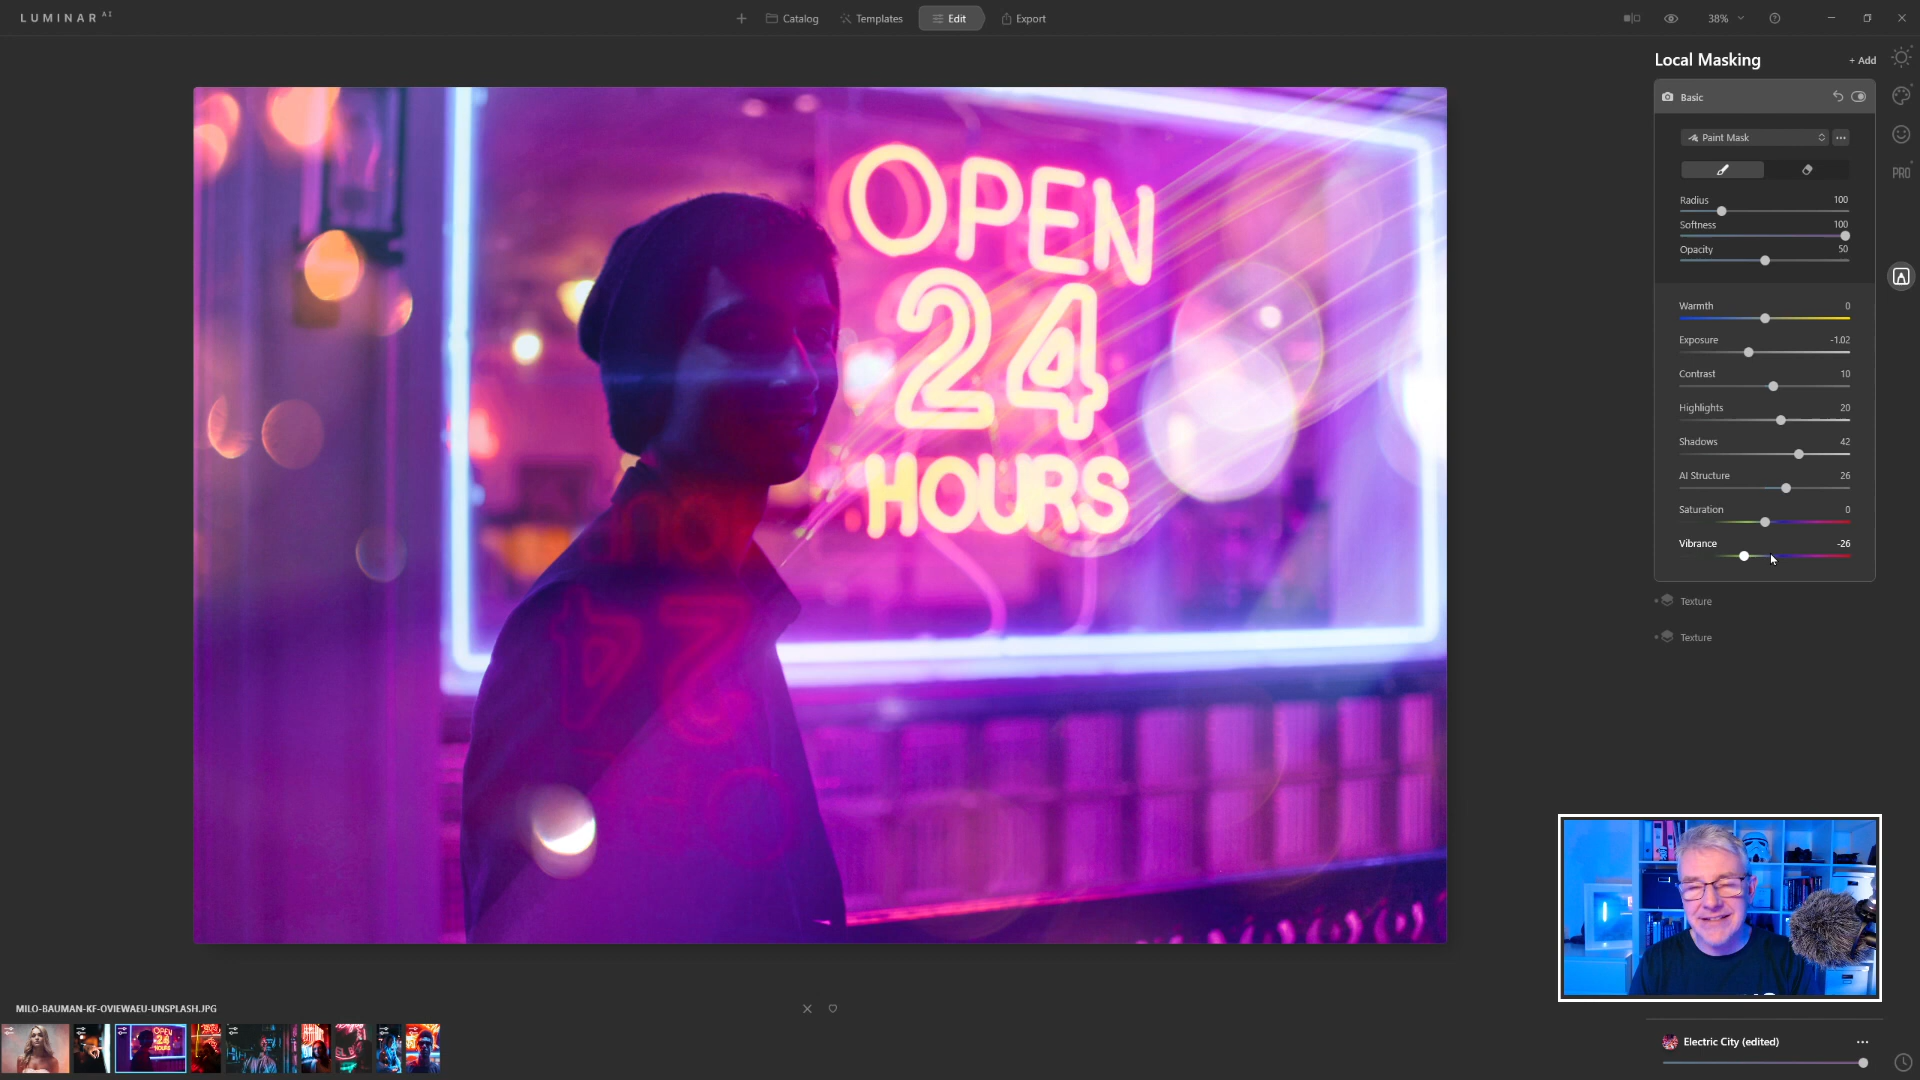 LUMINAR AI
Catalog
Templates
Edit
Export
38%
Local Masking
+ Add
Basic
Paint Mask
Radius 100
Softness 100
Opacity 50
Warmth 0
Exposure -1.02
Contrast 10
Highlights 20
Shadows 42
AI Structure 26
Saturation 0
Vibrance -26
Texture
Texture
PRO
OPEN
24
HOURS
MILO-BAUMAN-KF-OVIEWAEU-UNSPLASH.JPG
OPEN
24
Electric City (edited)